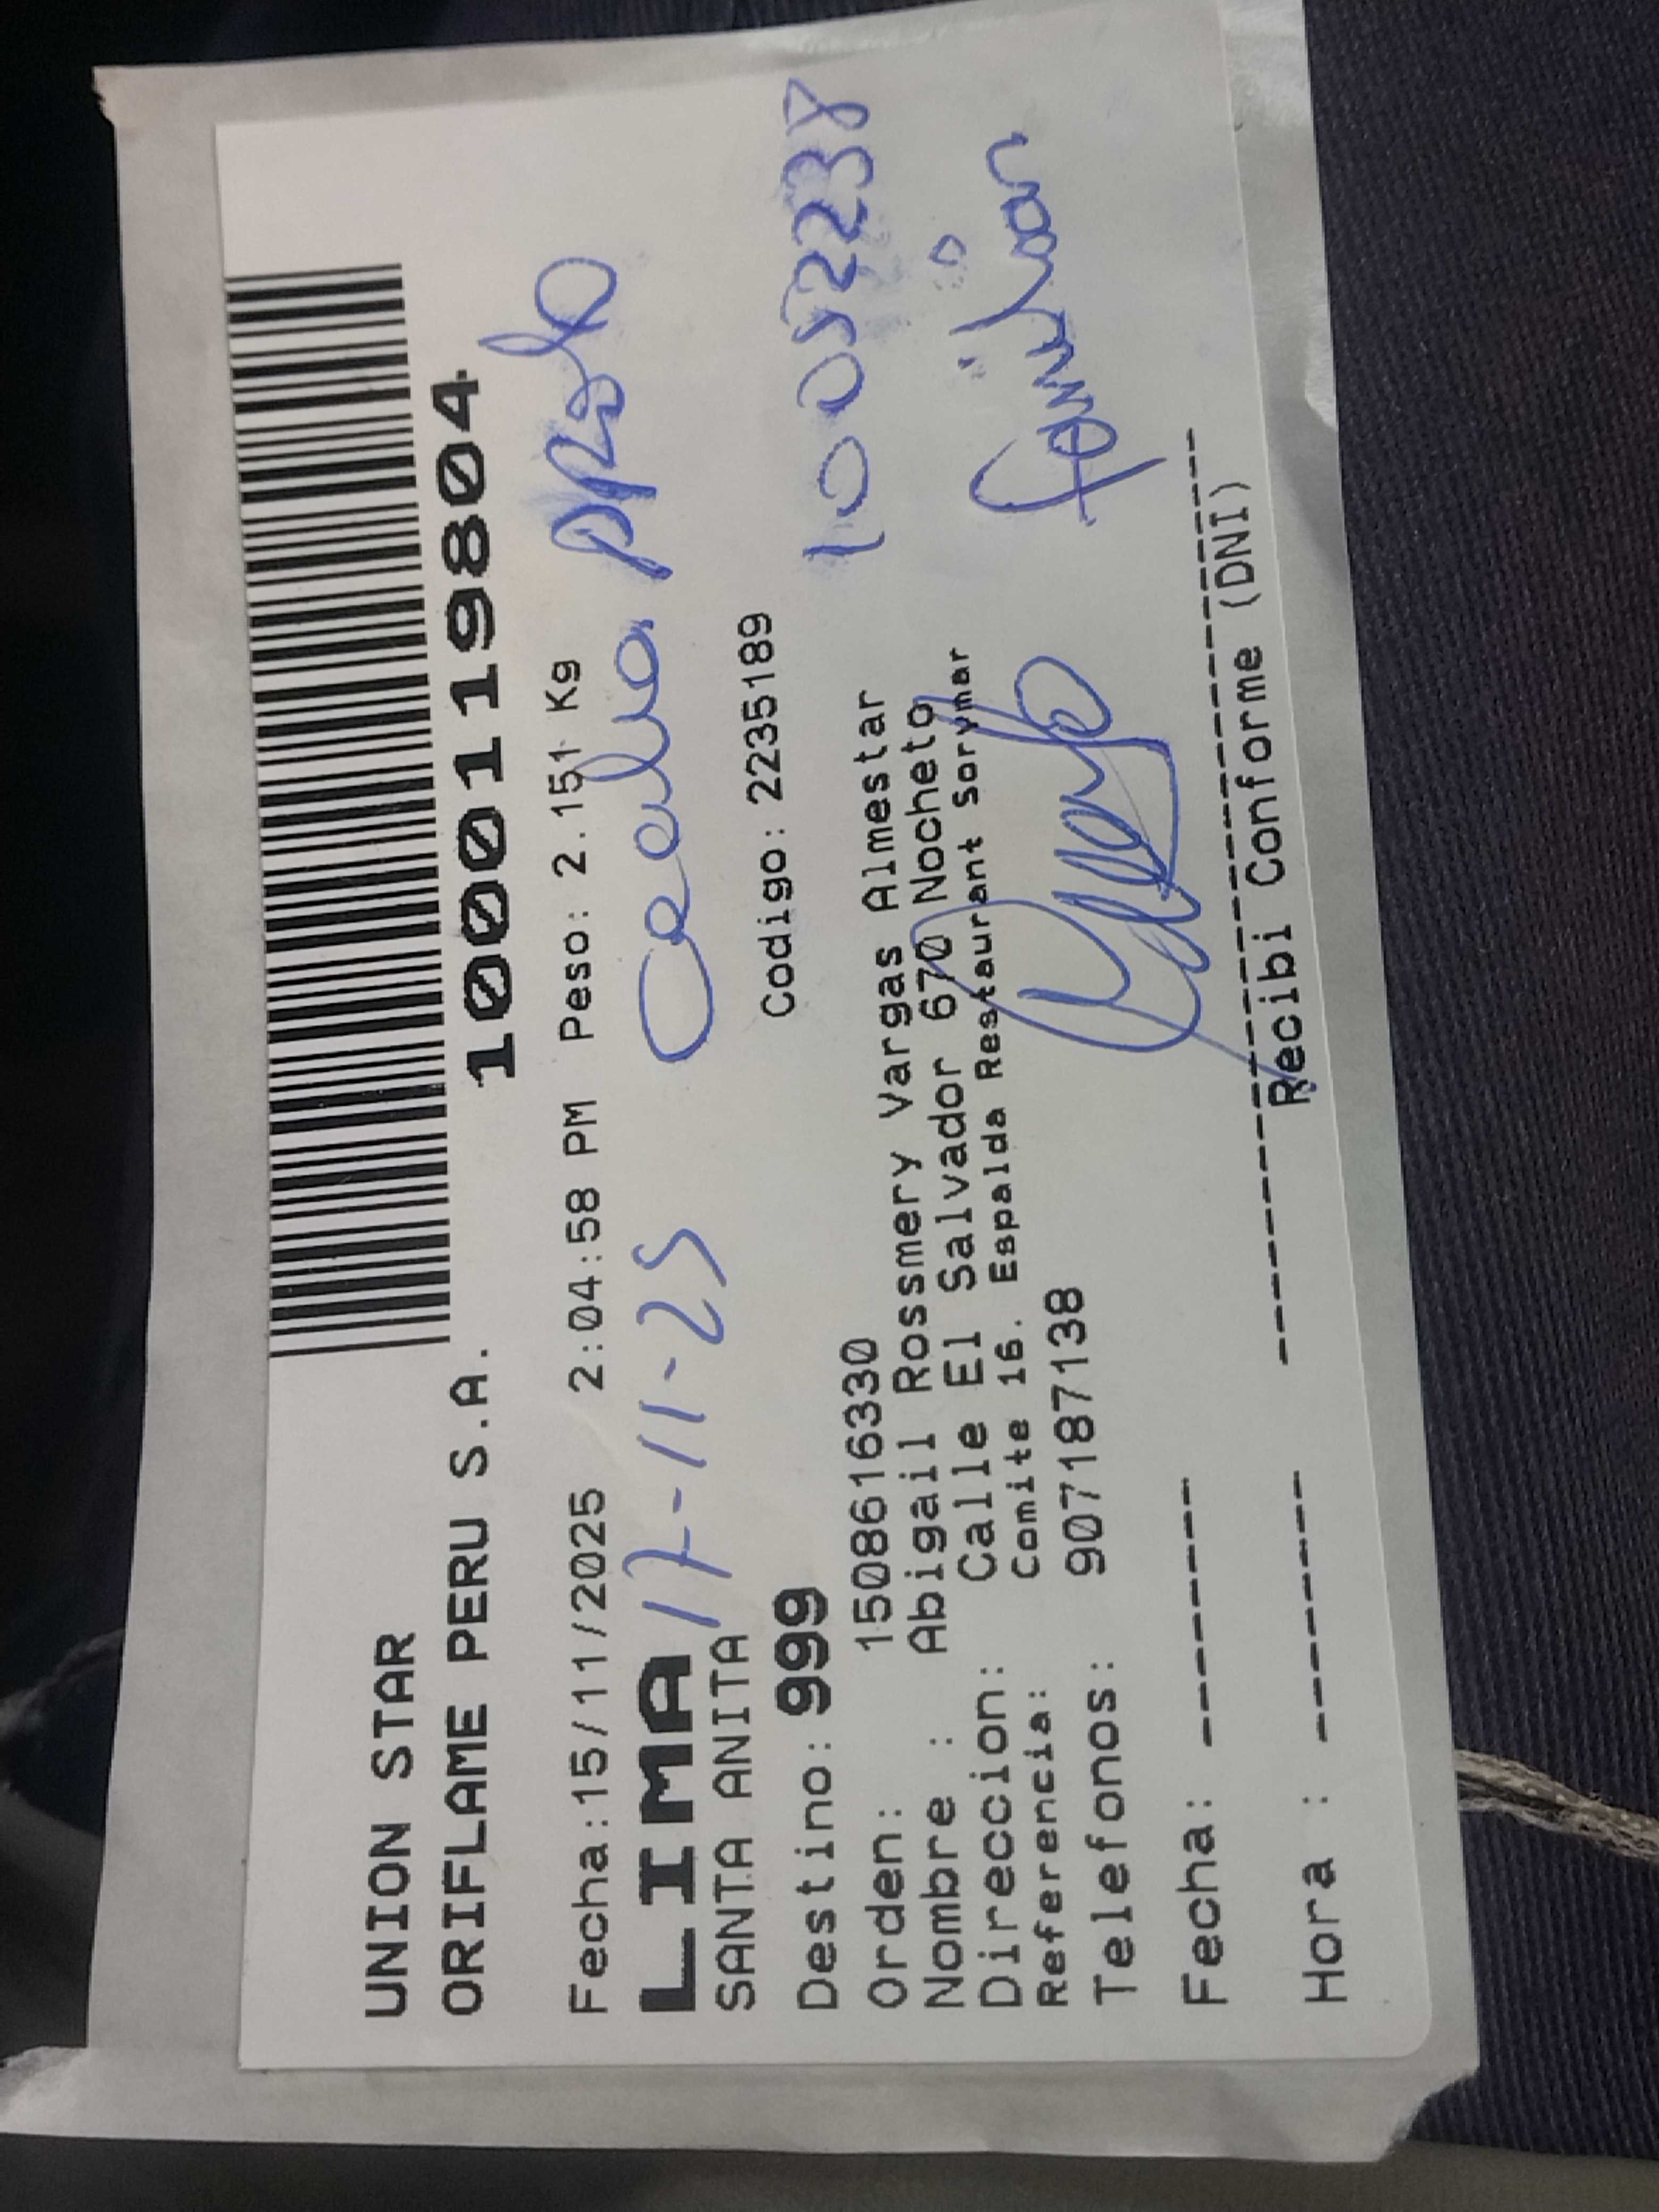 UNION STAR
ORIFLAME PERU S.A.
1000119804
Fecha:15/11/2025 2:04:58 PM Peso: 2.151 Kg
LIMA 17-11-25
SANTA ANITA
Destino: 999 Codigo: 2235189
Orden: 1508616330
Nombre : Abigail Rossmery Vargas Almestar
Direccion: Calle El Salvador 670 Nocheto
Referencia: Comite 16. Espalda Restaurant Sorymar
Telefonos: 907187138
familiar
Fecha: -------
Hora : -------
Recibi Conforme (DNI)